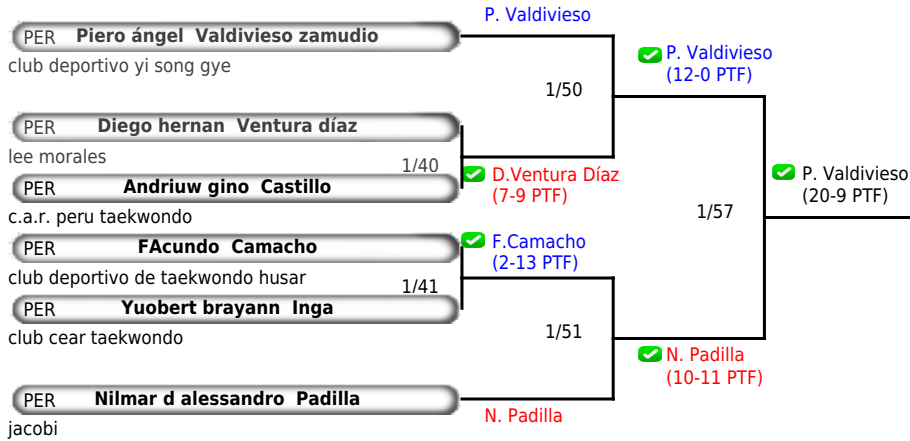 P. Valdivieso
PER Piero ángel Valdivieso zamudio
club deportivo yi song gye
P. Valdivieso
(12-0 PTF)
1/50
PER Diego hernan Ventura díaz
lee morales
1/40
D.Ventura Díaz
(7-9 PTF)
PER Andriuw gino Castillo
c.a.r. peru taekwondo
P. Valdivieso
(20-9 PTF)
1/57
PER FAcundo Camacho
club deportivo de taekwondo husar
F.Camacho
(2-13 PTF)
1/41
PER Yuobert brayann Inga
club cear taekwondo
1/51
N. Padilla
(10-11 PTF)
PER Nilmar d alessandro Padilla
jacobi
N. Padilla